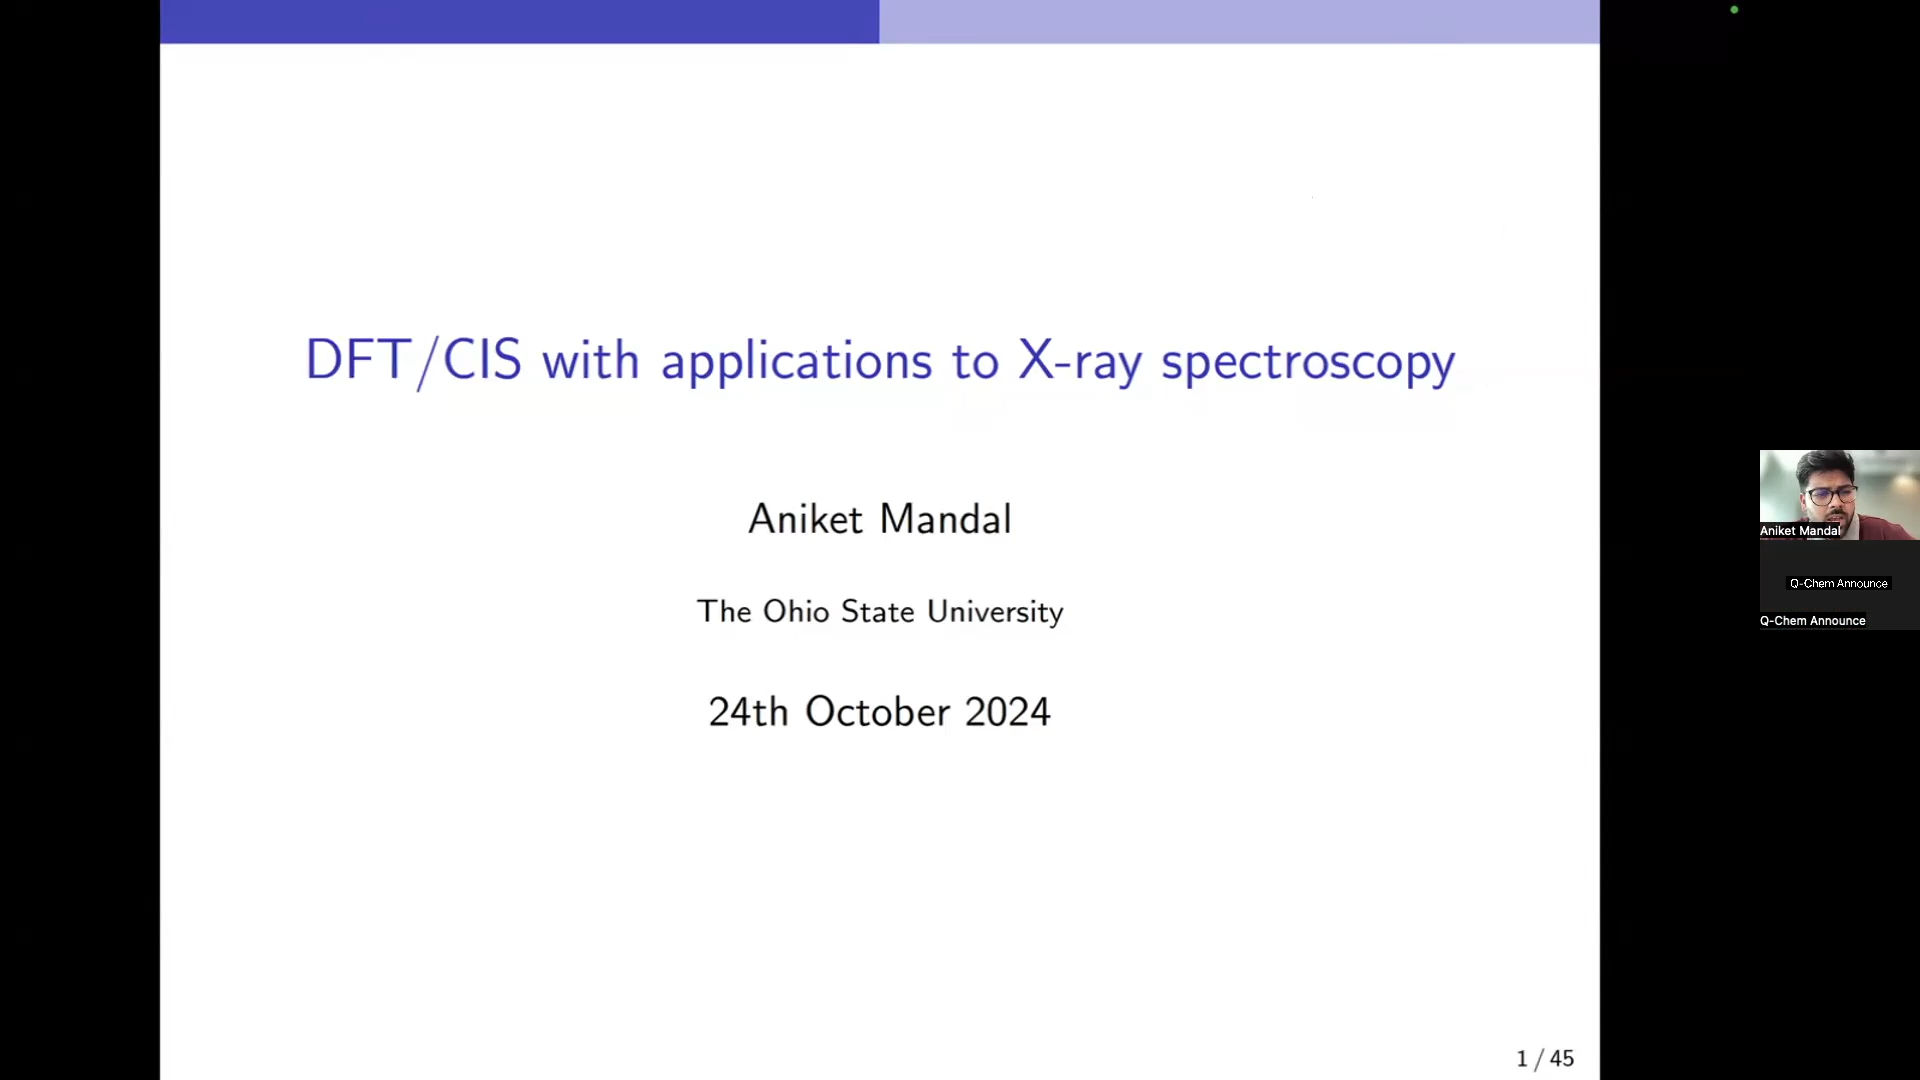 DFT/CIS with applications to X-ray spectroscopy
Aniket Mandal
The Ohio State University
24th October 2024
1 / 45
Aniket Mandal
Q-Chem Announce
Q-Chem Announce